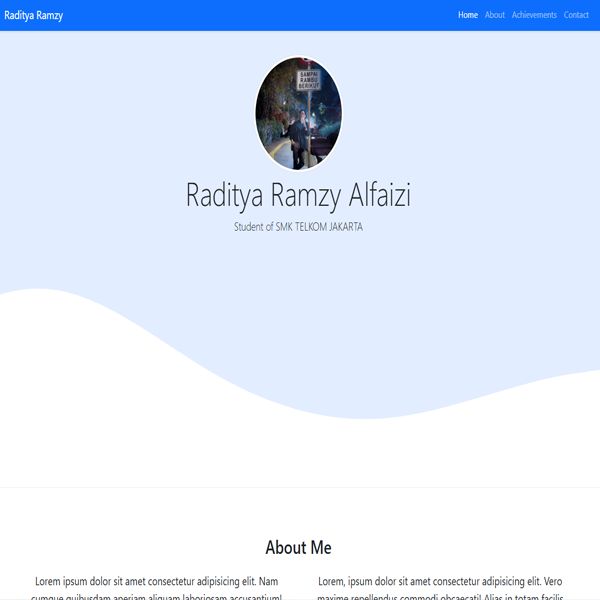 Raditya Ramzy
Home About Achievements Contact
SAMPAI
RAMBU
BERIKUT
Raditya Ramzy Alfaizi
Student of SMK TELKOM JAKARTA
About Me
Lorem ipsum dolor sit amet consectetur adipisicing elit. Nam
cumque quibusdam aperiam aliquam laboriosam accusantium!
Lorem, ipsum dolor sit amet consectetur adipisicing elit. Vero
maxime repellendus commodi obcaecati! Alias in totam facilis